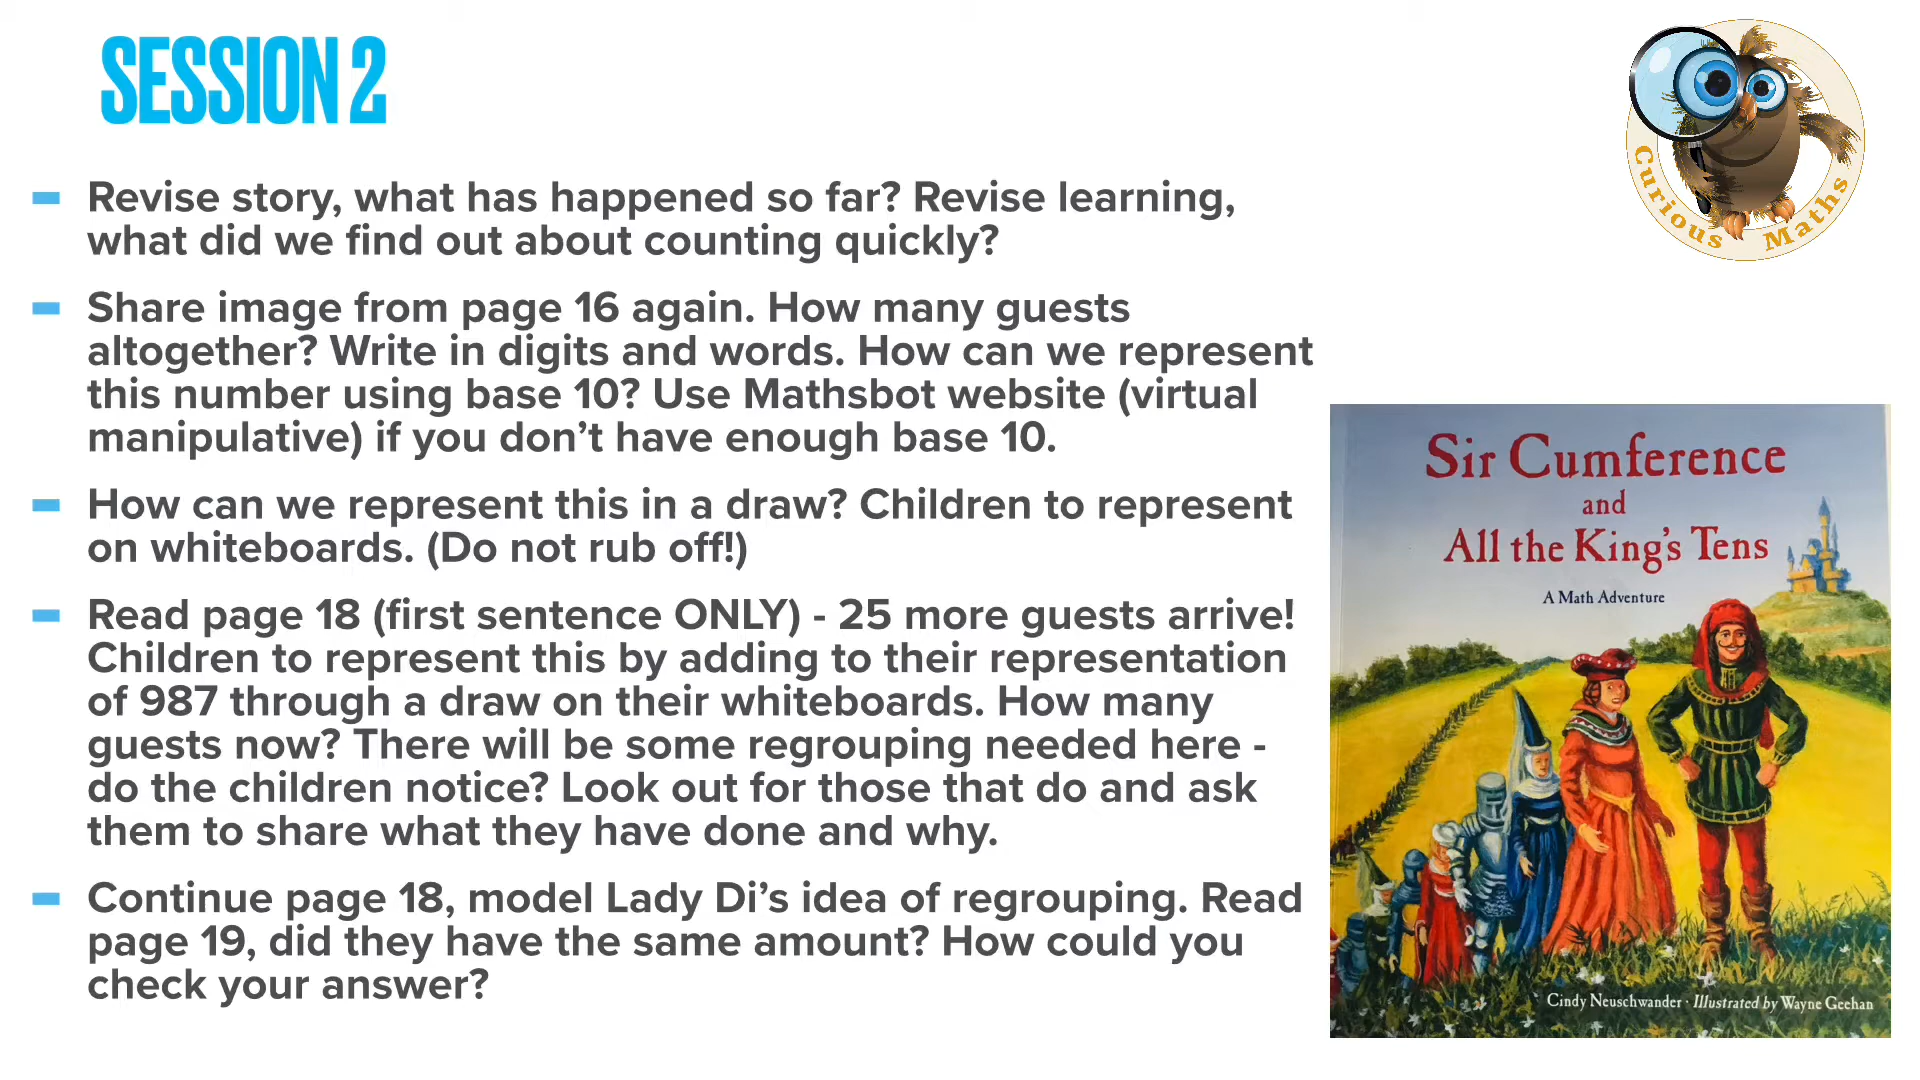 SESSION 2
Curious Maths
Revise story, what has happened so far? Revise learning,
what did we find out about counting quickly?
Share image from page 16 again. How many guests
altogether? Write in digits and words. How can we represent
this number using base 10? Use Mathsbot website (virtual
manipulative) if you don’t have enough base 10.
How can we represent this in a draw? Children to represent
on whiteboards. (Do not rub off!)
Read page 18 (first sentence ONLY) - 25 more guests arrive!
Children to represent this by adding to their representation
of 987 through a draw on their whiteboards. How many
guests now? There will be some regrouping needed here -
do the children notice? Look out for those that do and ask
them to share what they have done and why.
Continue page 18, model Lady Di’s idea of regrouping. Read
page 19, did they have the same amount? How could you
check your answer?
Sir Cumference
and
All the King's Tens
A Math Adventure
Cindy Neuschwander · Illustrated by Wayne Geehan